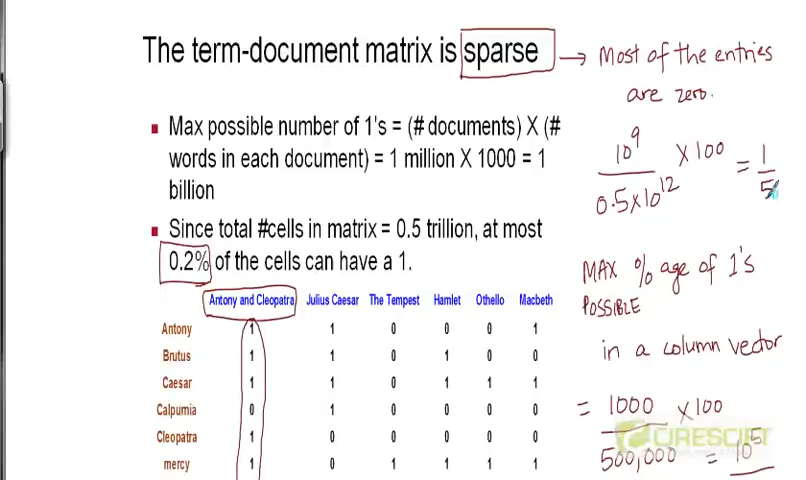 The term-document matrix is sparse → Most of the entries
are zero.
Max possible number of 1's = (# documents) X (#
words in each document) = 1 million X 1000 = 1
billion
10^9 / 0.5×10^12 × 100 = 1/5
Since total #cells in matrix = 0.5 trillion, at most
0.2% of the cells can have a 1.
MAX % age of 1's
POSSIBLE
in a column vector
= 1000 / 500,000 × 100
= 10^5
Antony and Cleopatra Julius Caesar The Tempest Hamlet Othello Macbeth
Antony 1 1 0 0 0 1
Brutus 1 1 0 1 0 0
Caesar 1 1 0 1 1 1
Calpurnia 0 1 0 0 0 0
Cleopatra 1 0 0 0 0 0
mercy 1 0 1 1 1 1